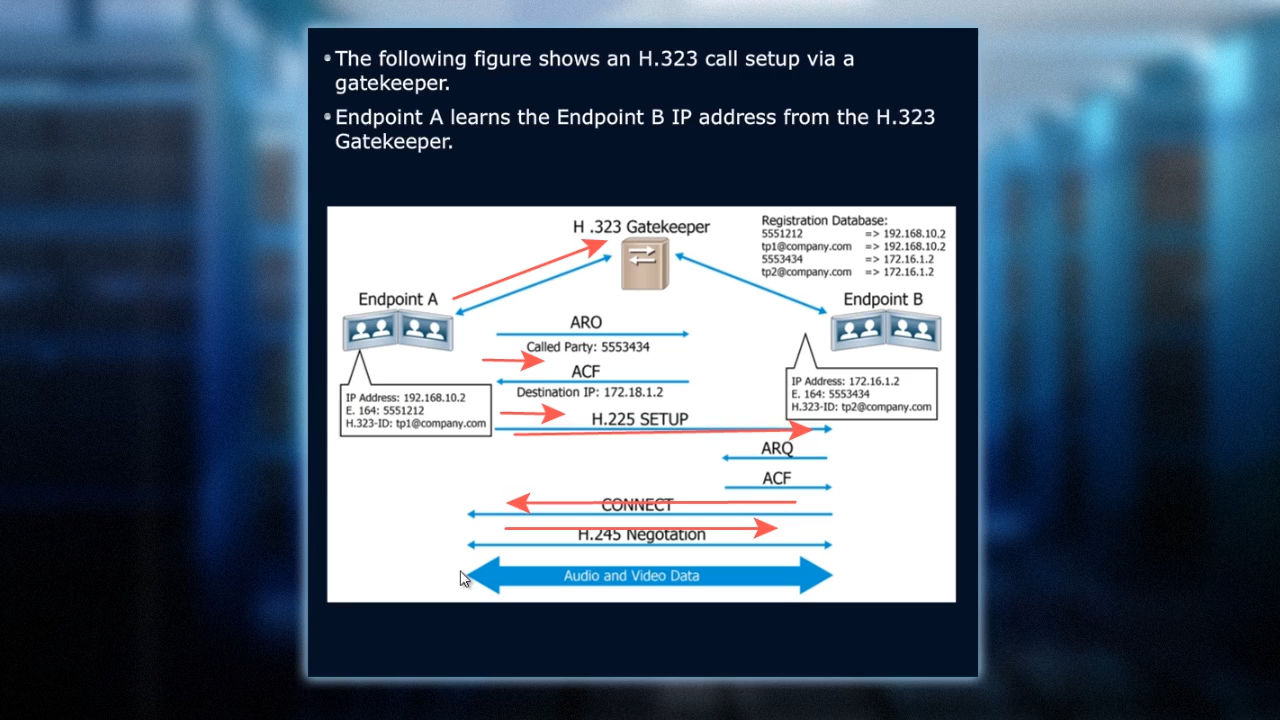 The following figure shows an H.323 call setup via a
gatekeeper.
Endpoint A learns the Endpoint B IP address from the H.323
Gatekeeper.
H .323 Gatekeeper
Registration Database:
5551212 => 192.168.10.2
tp1@company.com => 192.168.10.2
5553434 => 172.16.1.2
tp2@company.com => 172.16.1.2
Endpoint A
Endpoint B
ARO
Called Party: 5553434
ACF
Destination IP: 172.18.1.2
IP Address: 192.168.10.2
E. 164: 5551212
H.323-ID: tp1@company.com
IP Address: 172.16.1.2
E. 164: 5553434
H.323-ID: tp2@company.com
H.225 SETUP
ARQ
ACF
CONNECT
H.245 Negotation
Audio and Video Data